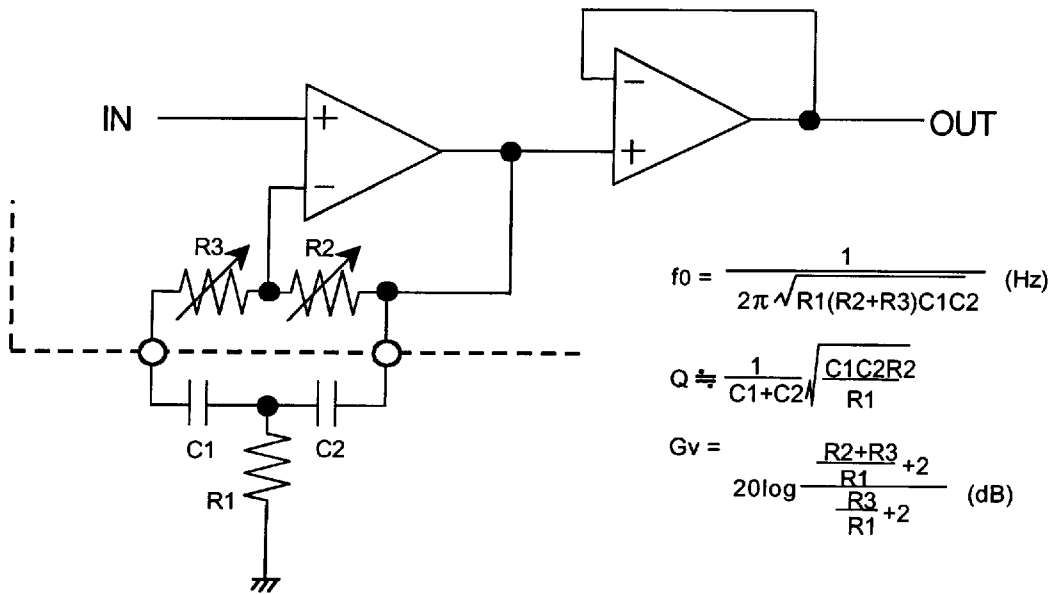 IN
+
−
−
+
OUT
R3
R2
C1
C2
R1
f0 = 1 / 2π√R1(R2+R3)C1C2 (Hz)
Q ≒ 1 / C1+C2 √C1C2R2 / R1
Gv = 20log R2+R3 / R1 +2 / R3 / R1 +2 (dB)